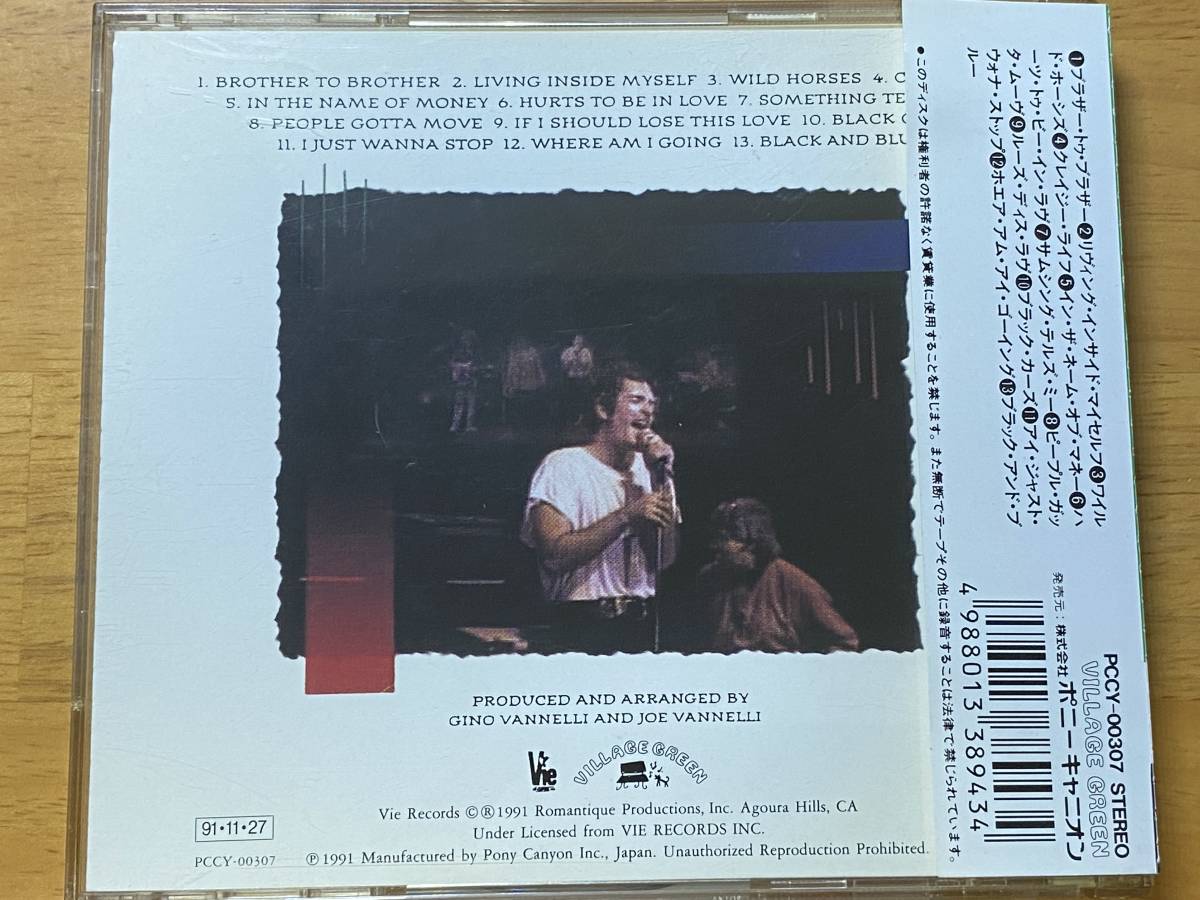 1. BROTHER TO BROTHER 2. LIVING INSIDE MYSELF 3. WILD HORSES 4. C
5. IN THE NAME OF MONEY 6. HURTS TO BE IN LOVE 7. SOMETHING TE
8. PEOPLE GOTTA MOVE 9. IF I SHOULD LOSE THIS LOVE 10. BLACK C
11. I JUST WANNA STOP 12. WHERE AM I GOING 13. BLACK AND BLU
PRODUCED AND ARRANGED BY
GINO VANNELLI AND JOE VANNELLI
Vie
VILLAGE GREEN
Vie Records ©®1991 Romantique Productions, Inc. Agoura Hills, CA
Under Licensed from VIE RECORDS INC.
91・11・27
PCCY-00307 ℗ 1991 Manufactured by Pony Canyon Inc., Japan. Unauthorized Reproduction Prohibited.
❶ブラザー・トゥ・ブラザー❷リヴィング・インサイド・マイセルフ❸ワイル
ド・ホーシズ❹クレイジー・ライフ❺イン・ザ・ネーム・オブ・マネー❻ハ
ーツ・トゥ・ビー・イン・ラヴ❼サムシング・テルズ・ミー❽ピープル・ガッ
タ・ムーヴ❾ルーズ・ディス・ラヴ❿ブラック・カーズ⓫アイ・ジャスト・
ウォナ・ストップ⓬ホエア・アム・アイ・ゴーイング⓭ブラック・アンド・ブ
ルー
●このディスクは権利者の許諾なく賃貸業に使用することを禁じます。また無断でテープその他に録音することは法律で禁じられています。
PCCY-00307 STEREO
VILLAGE GREEN
発売元:株式会社ポニーキャニオン
4 988013 389434